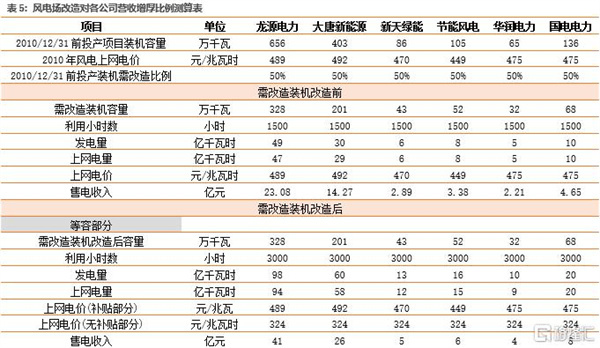 表 5: 风电场改造对各公司营收增厚比例测算表
项目 单位 龙源电力 大唐新能源 新天绿能 节能风电 华润电力 国电电力
2010/12/31 前投产项目装机容量 万千瓦 656 403 86 105 65 136
2010 年风电上网电价 元/兆瓦时 489 492 470 449 475 475
2010/12/31 前投产装机需改造比例 50% 50% 50% 50% 50% 50%
需改造装机改造前
需改造装机容量 万千瓦 328 201 43 52 32 68
利用小时数 小时 1500 1500 1500 1500 1500 1500
发电量 亿千瓦时 49 30 6 8 5 10
上网电量 亿千瓦时 47 29 6 8 5 10
上网电价 元/兆瓦时 489 492 470 449 475 475
售电收入 亿元 23.08 14.27 2.89 3.38 2.21 4.65
需改造装机改造后
等容部分
需改造装机改造后容量 万千瓦 328 201 43 52 32 68
利用小时数 小时 3000 3000 3000 3000 3000 3000
发电量 亿千瓦时 98 60 13 16 10 20
上网电量 亿千瓦时 94 58 12 15 9 20
上网电价(补贴部分) 元/兆瓦 489 492 470 449 475 475
上网电价(无补贴部分) 元/兆瓦时 324 324 324 324 324 324
售电收入 亿元 41 26 5 6 4 8
格隆汇